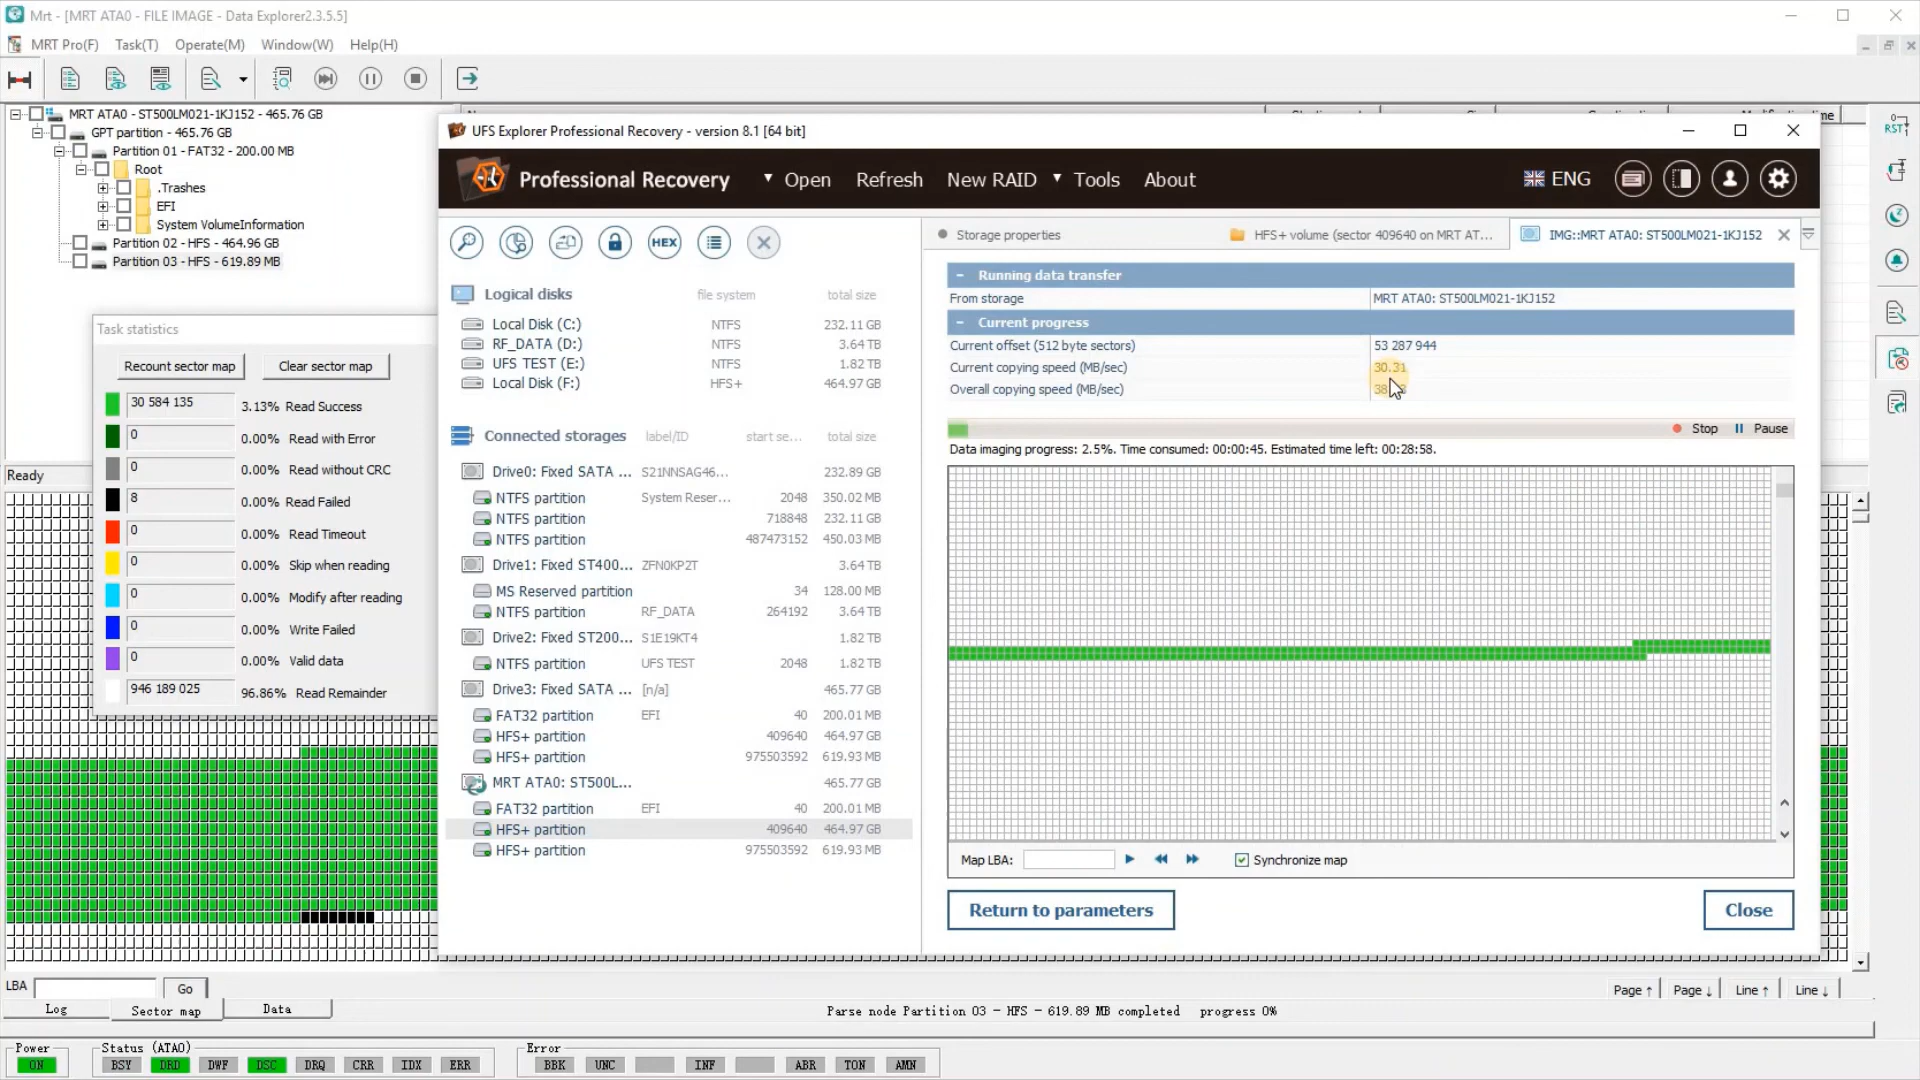 Mrt - [MRT ATA0 - FILE IMAGE - Data Explorer2.3.5.5]
MRT Pro(F) Task(T) Operate(M) Window(W) Help(H)
RST
MRT ATA0 - ST500LM021-1KJ152 - 465.76 GB
GPT partition - 465.76 GB
Partition 01 - FAT32 - 200.00 MB
Root
.Trashes
EFI
System VolumeInformation
Partition 02 - HFS - 464.96 GB
Partition 03 - HFS - 619.89 MB
Task statistics
Recount sector map Clear sector map
30 584 135 3.13% Read Success
0 0.00% Read with Error
0 0.00% Read without CRC
8 0.00% Read Failed
0 0.00% Read Timeout
0 0.00% Skip when reading
0 0.00% Modify after reading
0 0.00% Write Failed
0 0.00% Valid data
946 189 025 96.86% Read Remainder
Ready
UFS Explorer Professional Recovery - version 8.1 [64 bit]
Professional Recovery Open Refresh New RAID Tools About ENG
HEX
Logical disks file system total size
Local Disk (C:) NTFS 232.11 GB
RF_DATA (D:) NTFS 3.64 TB
UFS TEST (E:) NTFS 1.82 TB
Local Disk (F:) HFS+ 464.97 GB
Connected storages label/ID start se... total size
Drive0: Fixed SATA ... S21NNSAG46... 232.89 GB
NTFS partition System Reser... 2048 350.02 MB
NTFS partition 718848 232.11 GB
NTFS partition 487473152 450.03 MB
Drive1: Fixed ST400... ZFN0KP2T 3.64 TB
MS Reserved partition 34 128.00 MB
NTFS partition RF_DATA 264192 3.64 TB
Drive2: Fixed ST200... S1E19KT4 1.82 TB
NTFS partition UFS TEST 2048 1.82 TB
Drive3: Fixed SATA ... [n/a] 465.77 GB
FAT32 partition EFI 40 200.01 MB
HFS+ partition 409640 464.97 GB
HFS+ partition 975503592 619.93 MB
MRT ATA0: ST500L... 465.77 GB
FAT32 partition EFI 40 200.01 MB
HFS+ partition 409640 464.97 GB
HFS+ partition 975503592 619.93 MB
Storage properties HFS+ volume (sector 409640 on MRT AT... IMG::MRT ATA0: ST500LM021-1KJ152
Running data transfer
From storage MRT ATA0: ST500LM021-1KJ152
Current progress
Current offset (512 byte sectors) 53 287 944
Current copying speed (MB/sec) 30.31
Overall copying speed (MB/sec)
Stop Pause
Data imaging progress: 2.5%. Time consumed: 00:00:45. Estimated time left: 00:28:58.
Map LBA: Synchronize map
Return to parameters Close
LBA Go Page ↑ Page ↓ Line ↑ Line ↓
Log Sector map Data Parse node Partition 03 - HFS - 619.89 MB completed progress 0%
Power Status (ATA0) Error
ON BSY DRD DWF DSC DRQ CRR IDX ERR BBK UNC INF ABR TON AMN